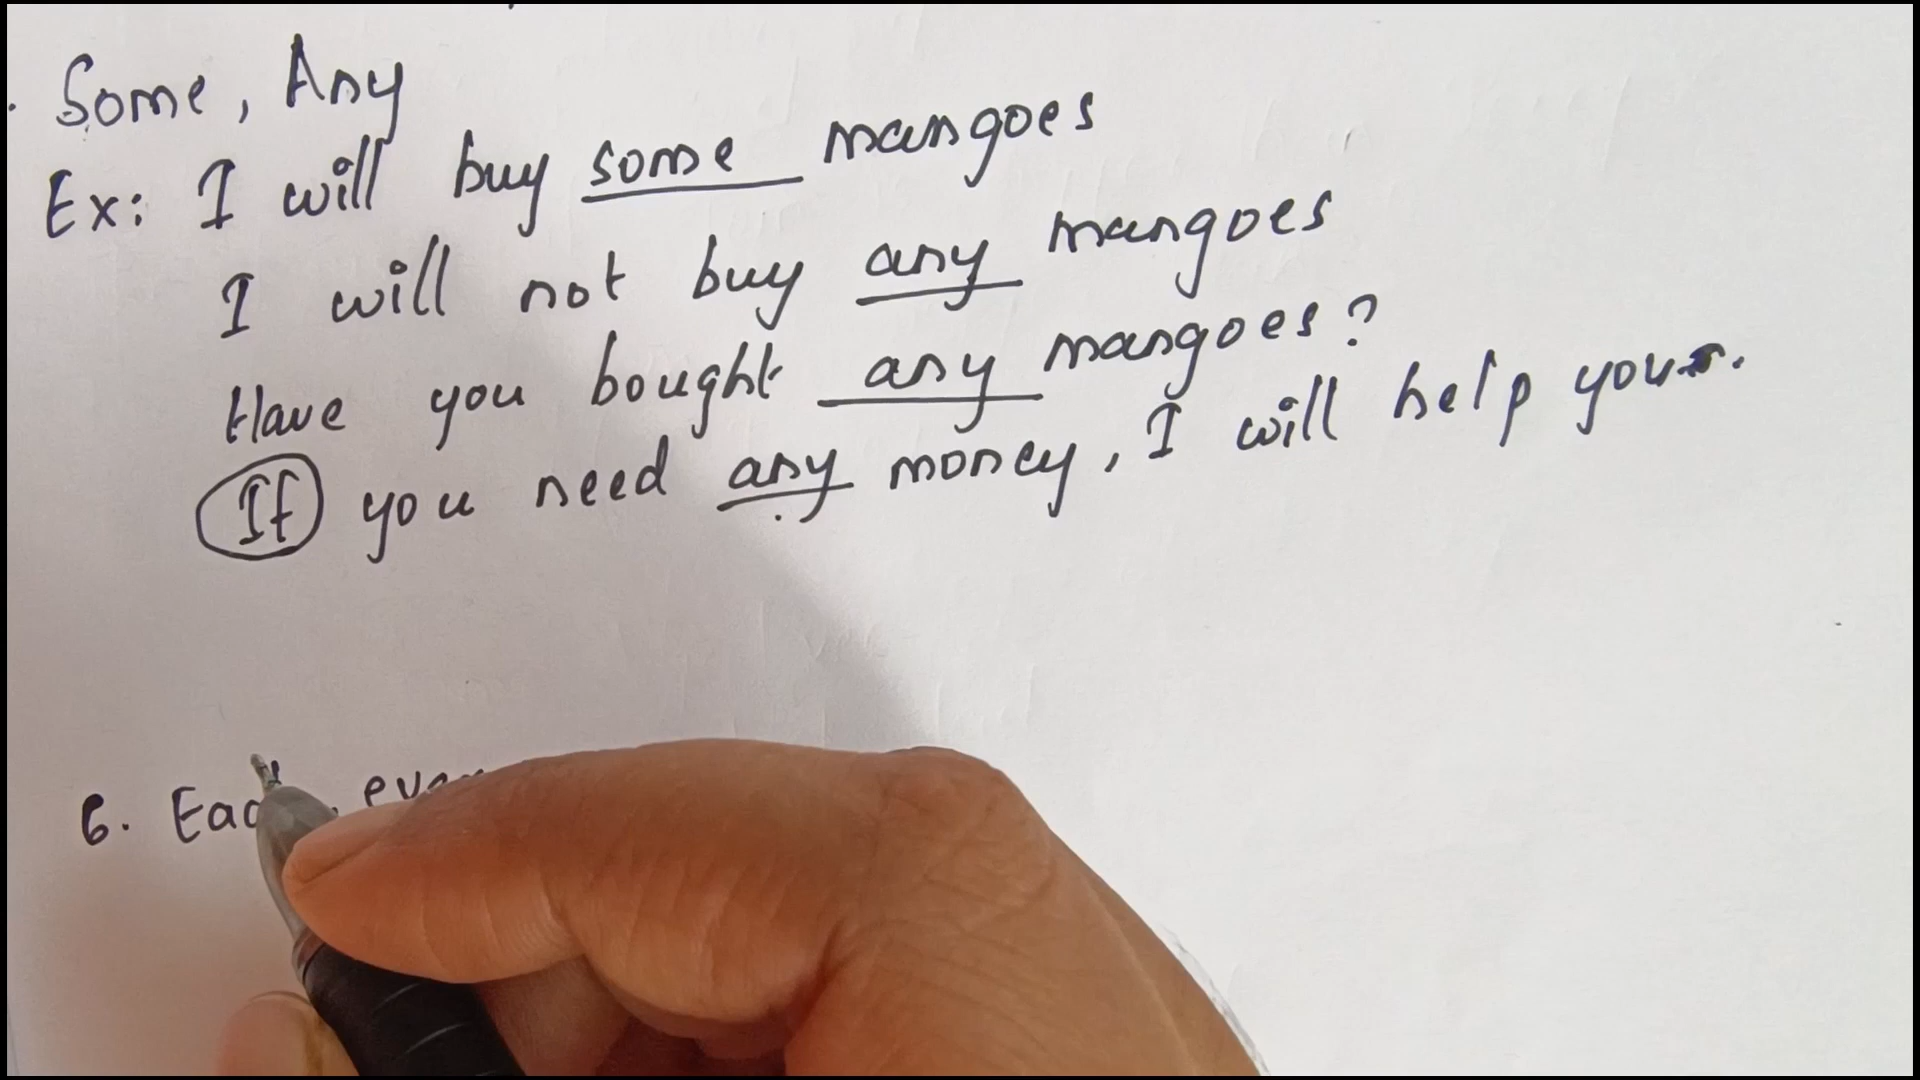 Some, Any
Ex: I will buy some mangoes
I will not buy any mangoes
Have you bought any mangoes?
If you need any money, I will help you.
6.